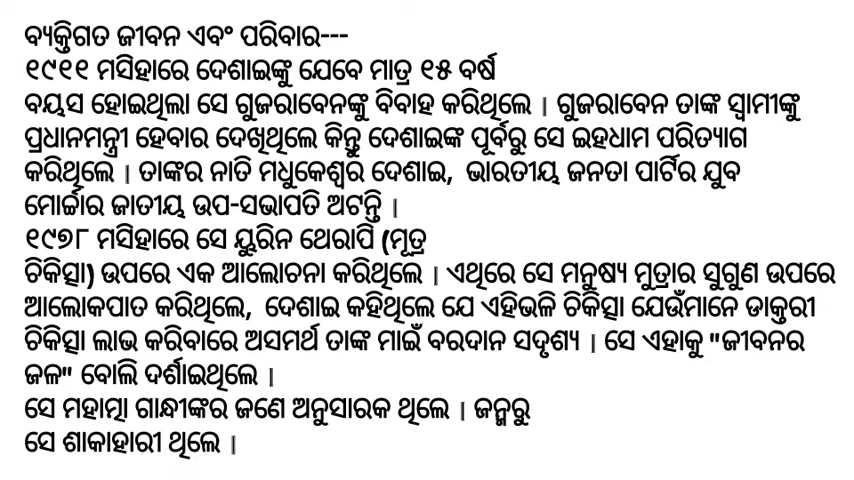 ବ୍ୟକ୍ତିଗତ ଜୀବନ ଏବଂ ପରିବାର---
୧୯୧୧ ମସିହାରେ ଦେଶାଇଙ୍କୁ ଯେବେ ମାତ୍ର ୧୫ ବର୍ଷ
ବୟସ ହୋଇଥିଲା ସେ ଗୁଜରାବେନଙ୍କୁ ବିବାହ କରିଥିଲେ । ଗୁଜରାବେନ ତାଙ୍କ ସ୍ୱାମୀଙ୍କୁ
ପ୍ରଧାନମନ୍ତ୍ରୀ ହେବାର ଦେଖିଥିଲେ କିନ୍ତୁ ଦେଶାଇଙ୍କ ପୂର୍ବରୁ ସେ ଇହଧାମ ପରିତ୍ୟାଗ
କରିଥିଲେ । ତାଙ୍କର ନାତି ମଧୁକେଶ୍ୱର ଦେଶାଇ, ଭାରତୀୟ ଜନତା ପାର୍ଟିର ଯୁବ
ମୋର୍ଚ୍ଚାର ଜାତୀୟ ଉପ-ସଭାପତି ଅଟନ୍ତି ।
୧୯୭୮ ମସିହାରେ ସେ ୟୁରିନ ଥେରାପି (ମୂତ୍ର
ଚିକିତ୍ସା) ଉପରେ ଏକ ଆଲୋଚନା କରିଥିଲେ । ଏଥିରେ ସେ ମନୁଷ୍ୟ ମୁତ୍ରାର ସୁଗୁଣ ଉପରେ
ଆଲୋକପାତ କରିଥିଲେ, ଦେଶାଇ କହିଥିଲେ ଯେ ଏହିଭଳି ଚିକିତ୍ସା ଯେଉଁମାନେ ଡାକ୍ତରୀ
ଚିକିତ୍ସା ଲାଭ କରିବାରେ ଅସମର୍ଥ ତାଙ୍କ ମାଇଁ ବରଦାନ ସଦୃଶ୍ୟ । ସେ ଏହାକୁ "ଜୀବନର
ଜଳ" ବୋଲି ଦର୍ଶାଇଥିଲେ ।
ସେ ମହାତ୍ମା ଗାନ୍ଧୀଙ୍କର ଜଣେ ଅନୁସାରକ ଥିଲେ । ଜନ୍ମରୁ
ସେ ଶାକାହାରୀ ଥିଲେ ।